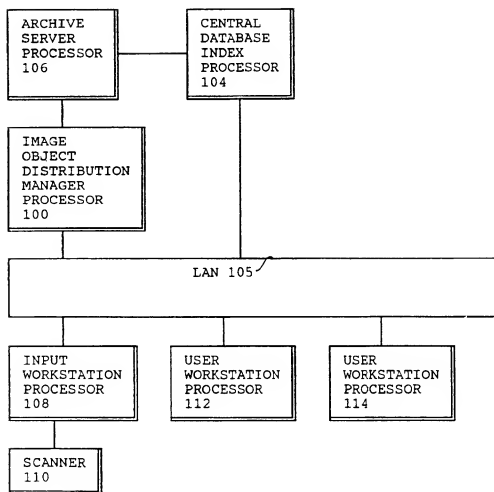 ARCHIVE
SERVER
PROCESSOR
106
CENTRAL
DATABASE
INDEX
PROCESSOR
104
IMAGE
OBJECT
DISTRIBUTION
MANAGER
PROCESSOR
100
LAN 105
INPUT
WORKSTATION
PROCESSOR
108
USER
WORKSTATION
PROCESSOR
112
USER
WORKSTATION
PROCESSOR
114
SCANNER
110